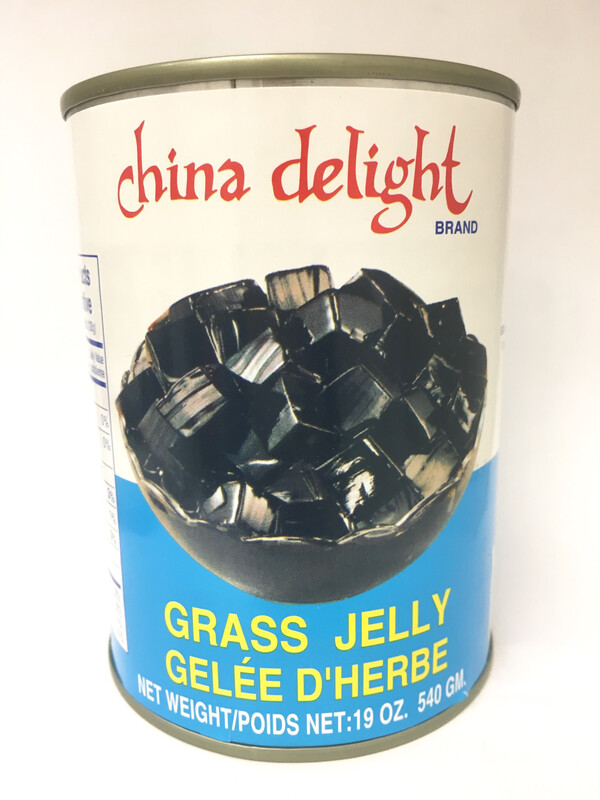 china delight
BRAND
GRASS JELLY
GELÉE D'HERBE
NET WEIGHT/POIDS NET:19 OZ. 540 GM.